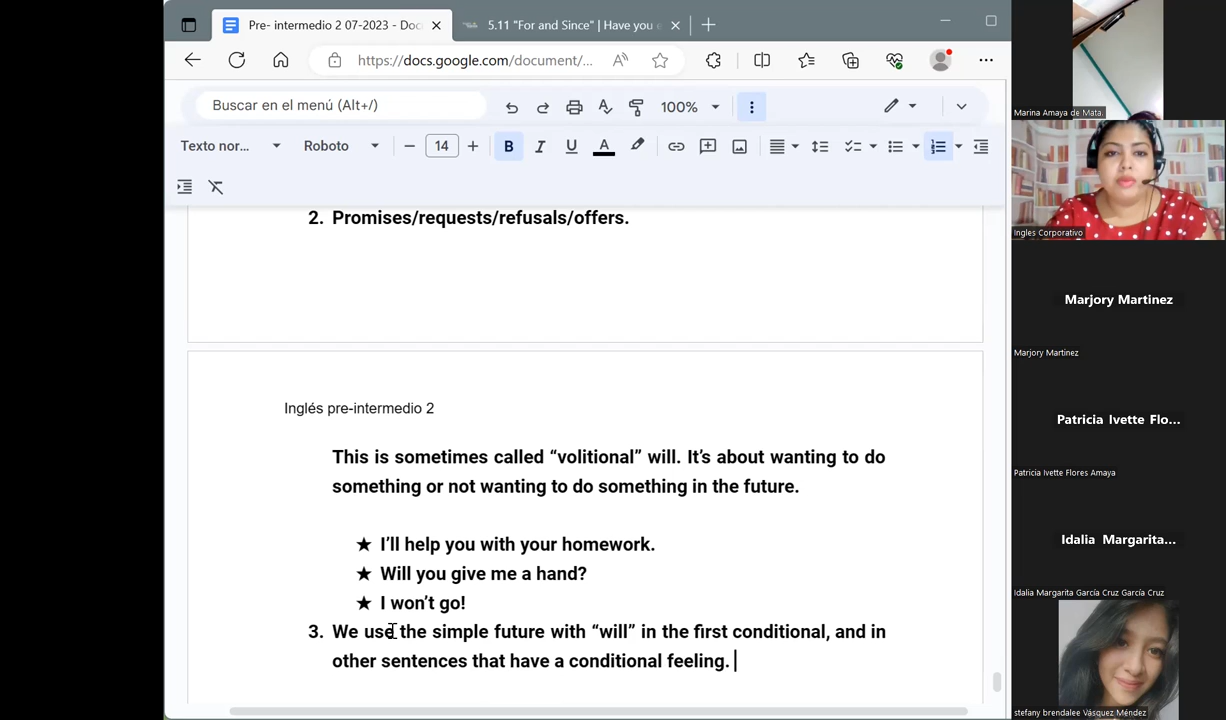 Pre- intermedio 2 07-2023 - Doc
5.11 "For and Since" | Have you e
https://docs.google.com/document/...
Buscar en el menú (Alt+/)
100%
Texto nor...
Roboto
14
B
I
U
A
2. Promises/requests/refusals/offers.
Inglés pre-intermedio 2
This is sometimes called “volitional” will. It’s about wanting to do
something or not wanting to do something in the future.
★ I’ll help you with your homework.
★ Will you give me a hand?
★ I won’t go!
3. We use the simple future with “will” in the first conditional, and in
other sentences that have a conditional feeling.
Marina Amaya de Mata.
Ingles Corporativo
Marjory Martinez
Marjory Martinez
Patricia Ivette Flo...
Patricia Ivette Flores Amaya
Idalia Margarita...
Idalia Margarita García Cruz García Cruz
stefany brendalee Vásquez Méndez